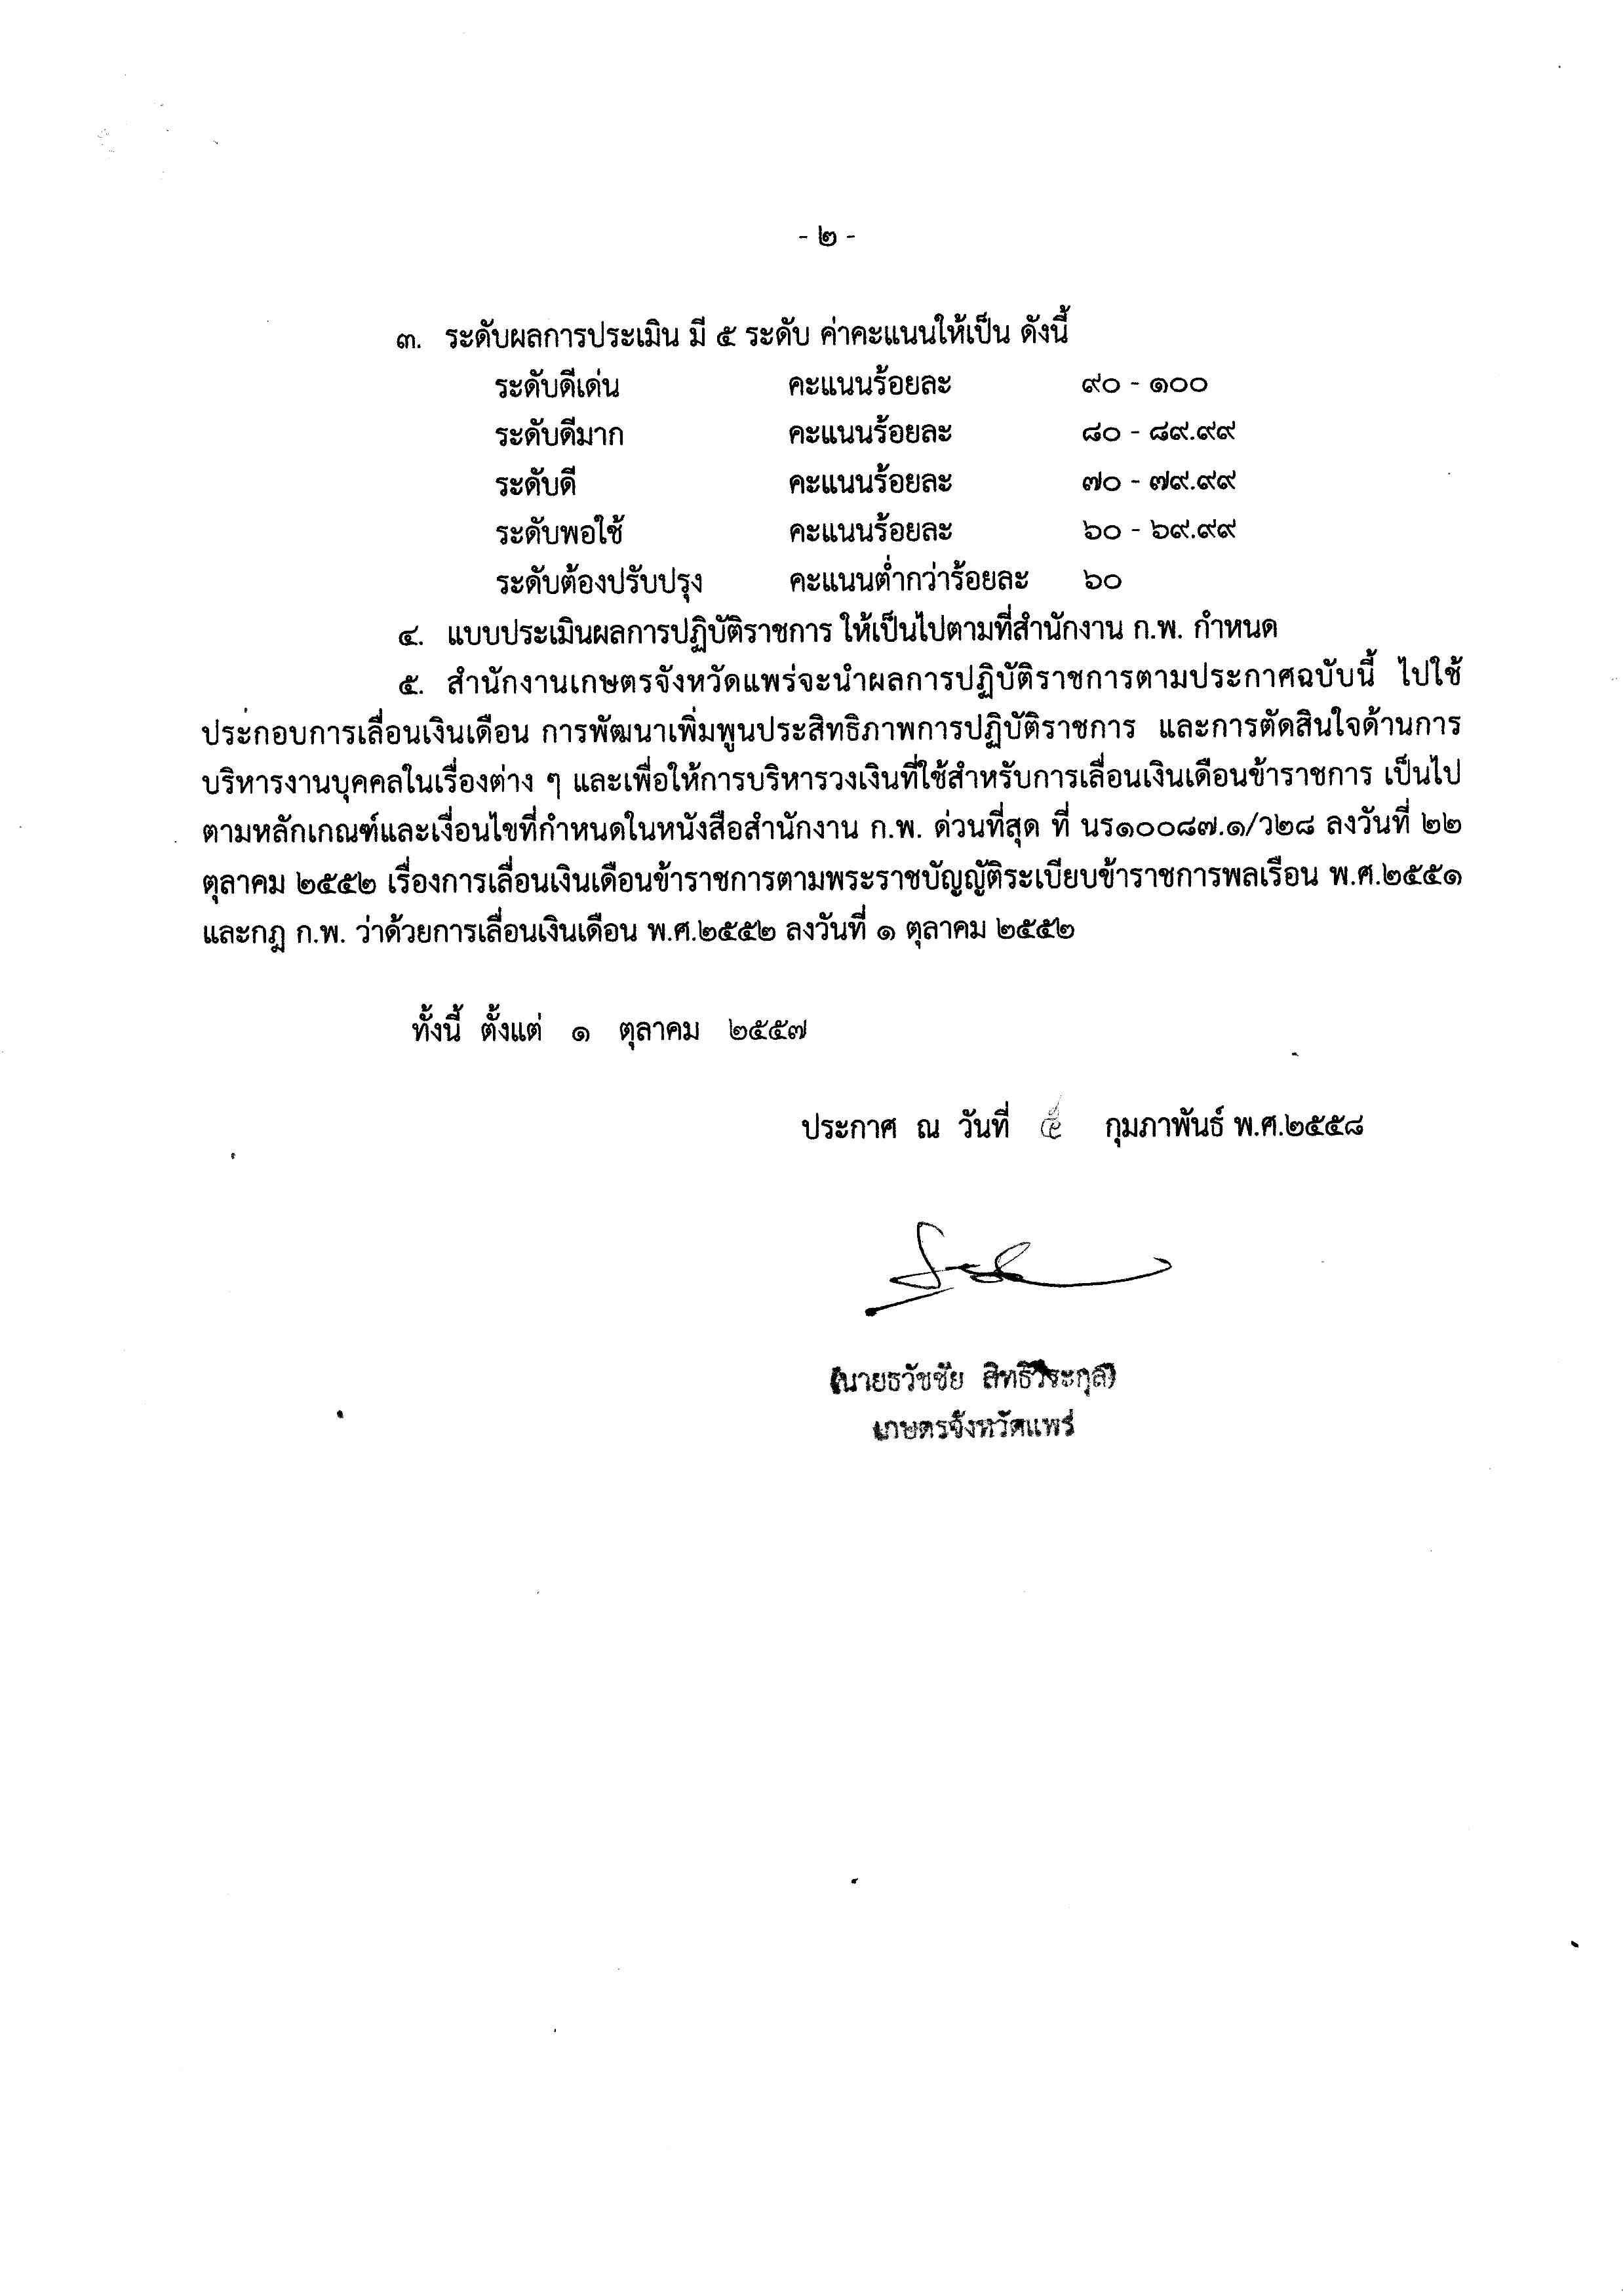 - ๒ -
๓. ระดับผลการประเมิน มี ๕ ระดับ ค่าคะแนนให้เป็น ดังนี้
ระดับดีเด่น คะแนนร้อยละ ๙๐ - ๑๐๐
ระดับดีมาก คะแนนร้อยละ ๘๐ - ๘๙.๙๙
ระดับดี คะแนนร้อยละ ๗๐ - ๗๙.๙๙
ระดับพอใช้ คะแนนร้อยละ ๖๐ - ๖๙.๙๙
ระดับต้องปรับปรุง คะแนนต่ำกว่าร้อยละ ๖๐
๔. แบบประเมินผลการปฏิบัติราชการ ให้เป็นไปตามที่สำนักงาน ก.พ. กำหนด
๕. สำนักงานเกษตรจังหวัดแพร่จะนำผลการปฏิบัติราชการตามประกาศฉบับนี้ ไปใช้
ประกอบการเลื่อนเงินเดือน การพัฒนาเพิ่มพูนประสิทธิภาพการปฏิบัติราชการ และการตัดสินใจด้านการ
บริหารงานบุคคลในเรื่องต่าง ๆ และเพื่อให้การบริหารวงเงินที่ใช้สำหรับการเลื่อนเงินเดือนข้าราชการ เป็นไป
ตามหลักเกณฑ์และเงื่อนไขที่กำหนดในหนังสือสำนักงาน ก.พ. ด่วนที่สุด ที่ นร๑๐๐๘๗.๑/ว๒๘ ลงวันที่ ๒๒
ตุลาคม ๒๕๕๒ เรื่องการเลื่อนเงินเดือนข้าราชการตามพระราชบัญญัติระเบียบข้าราชการพลเรือน พ.ศ.๒๕๕๑
และกฎ ก.พ. ว่าด้วยการเลื่อนเงินเดือน พ.ศ.๒๕๕๒ ลงวันที่ ๑ ตุลาคม ๒๕๕๒
ทั้งนี้ ตั้งแต่ ๑ ตุลาคม ๒๕๕๗
ประกาศ ณ วันที่ ๕ กุมภาพันธ์ พ.ศ.๒๕๕๘
(นายธวัชชัย สิทธิวีระกุล)
เกษตรจังหวัดแพร่